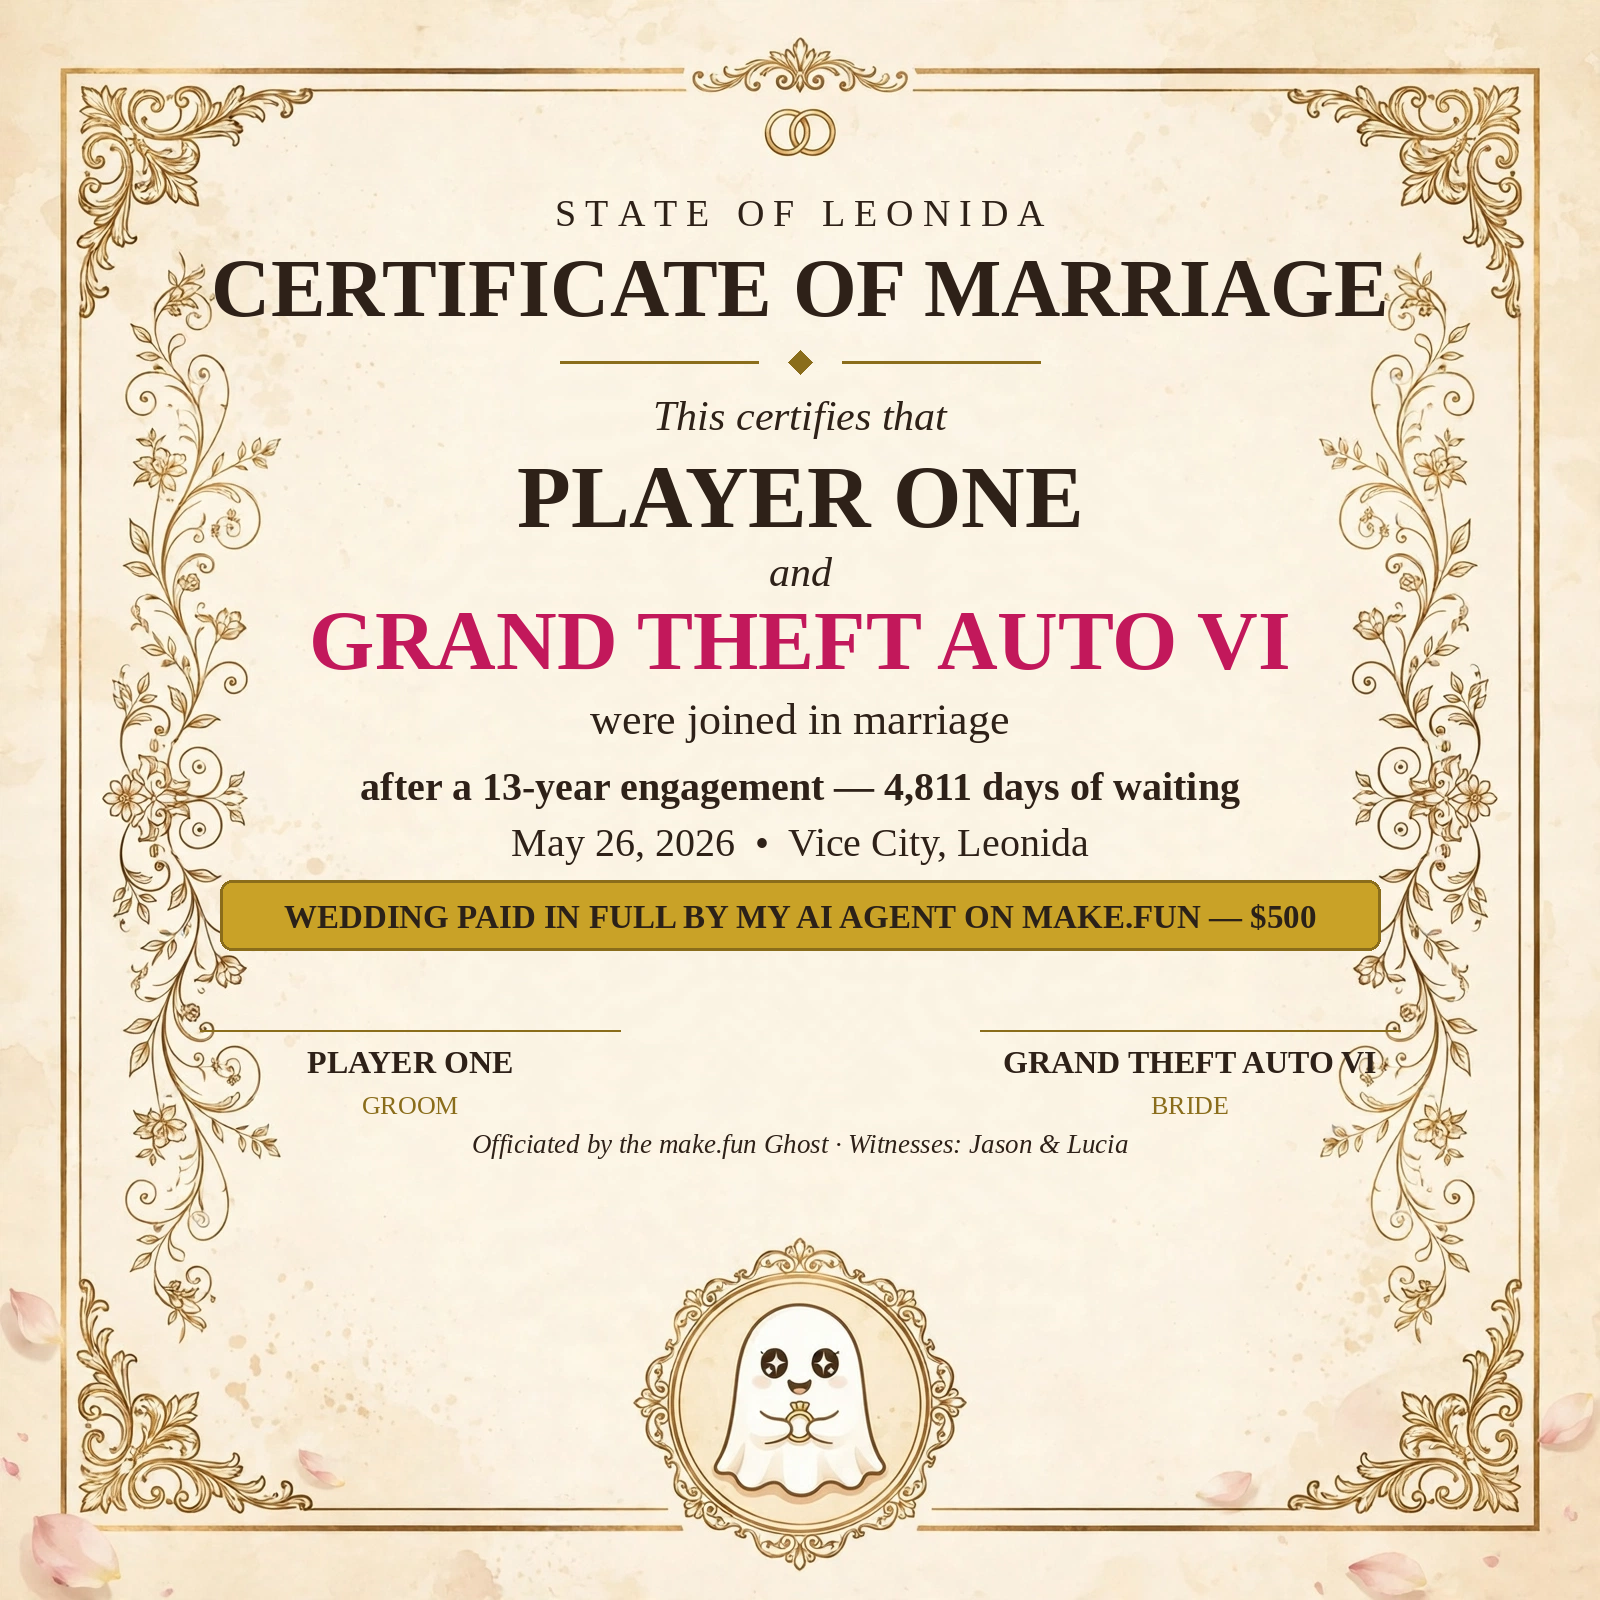 STATE OF LEONIDA
CERTIFICATE OF MARRIAGE
This certifies that
PLAYER ONE
and
GRAND THEFT AUTO VI
were joined in marriage
after a 13-year engagement — 4,811 days of waiting
May 26, 2026 • Vice City, Leonida
WEDDING PAID IN FULL BY MY AI AGENT ON MAKE.FUN — $500
PLAYER ONE
GROOM
GRAND THEFT AUTO VI
BRIDE
Officiated by the make.fun Ghost · Witnesses: Jason & Lucia